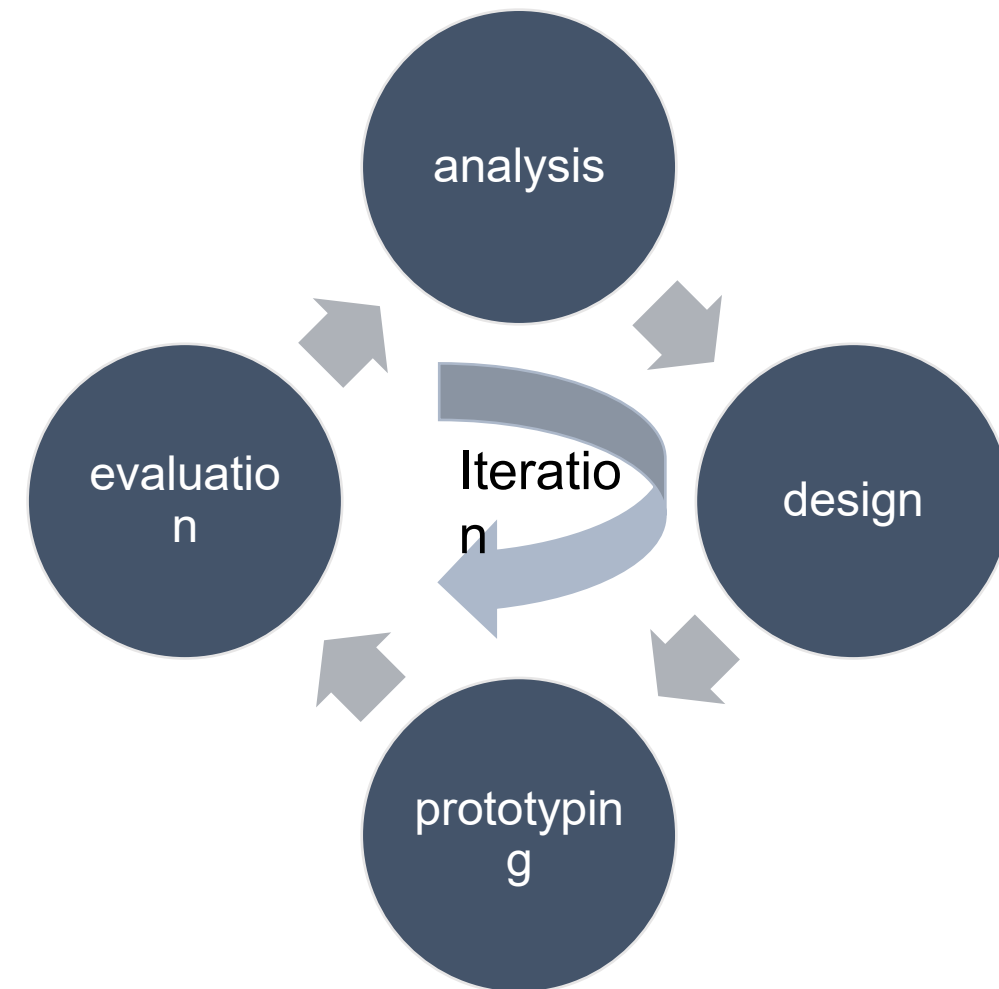 analysis
evaluatio
n
Iteratio
n
design
prototypin
g